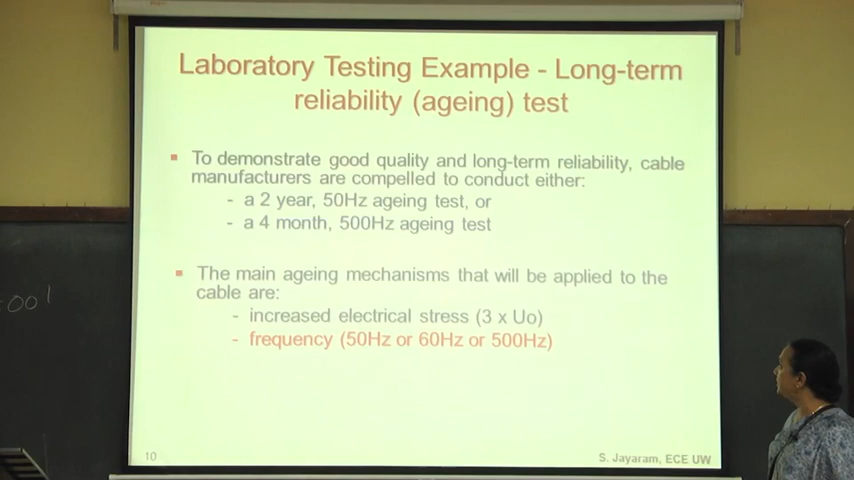 Laboratory Testing Example - Long-term
reliability (ageing) test
To demonstrate good quality and long-term reliability, cable
manufacturers are compelled to conduct either:
- a 2 year, 50Hz ageing test, or
- a 4 month, 500Hz ageing test
The main ageing mechanisms that will be applied to the
cable are:
- increased electrical stress (3 x Uo)
- frequency (50Hz or 60Hz or 500Hz)
10
S. Jayaram, ECE UW